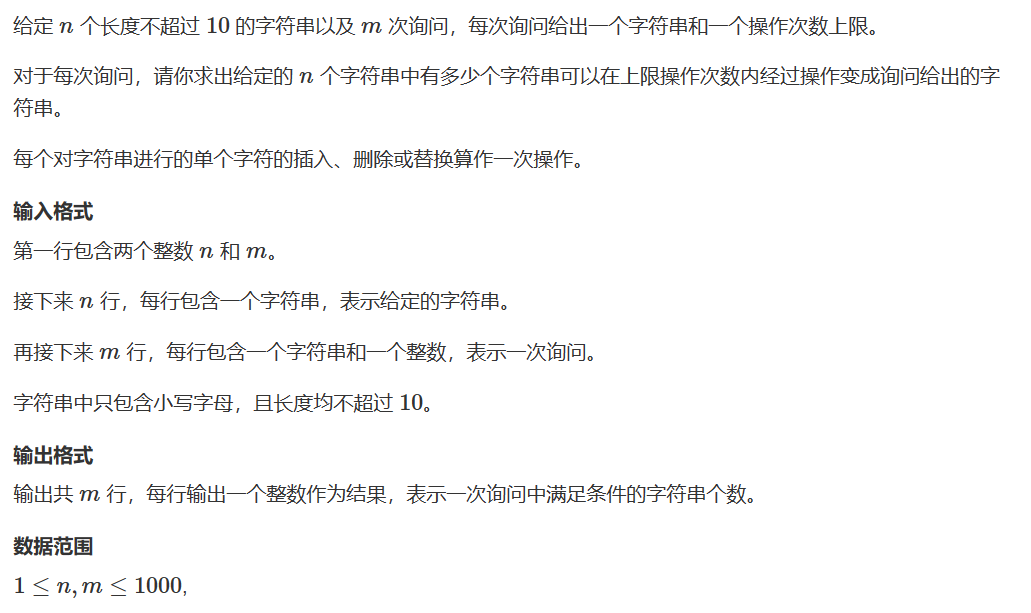 给定 n 个长度不超过 10 的字符串以及 m 次询问，每次询问给出一个字符串和一个操作次数上限。
对于每次询问，请你求出给定的 n 个字符串中有多少个字符串可以在上限操作次数内经过操作变成询问给出的字
符串。
每个对字符串进行的单个字符的插入、删除或替换算作一次操作。
输入格式
第一行包含两个整数 n 和 m。
接下来 n 行，每行包含一个字符串，表示给定的字符串。
再接下来 m 行，每行包含一个字符串和一个整数，表示一次询问。
字符串中只包含小写字母，且长度均不超过 10。
输出格式
输出共 m 行，每行输出一个整数作为结果，表示一次询问中满足条件的字符串个数。
数据范围
1 ≤ n, m ≤ 1000,